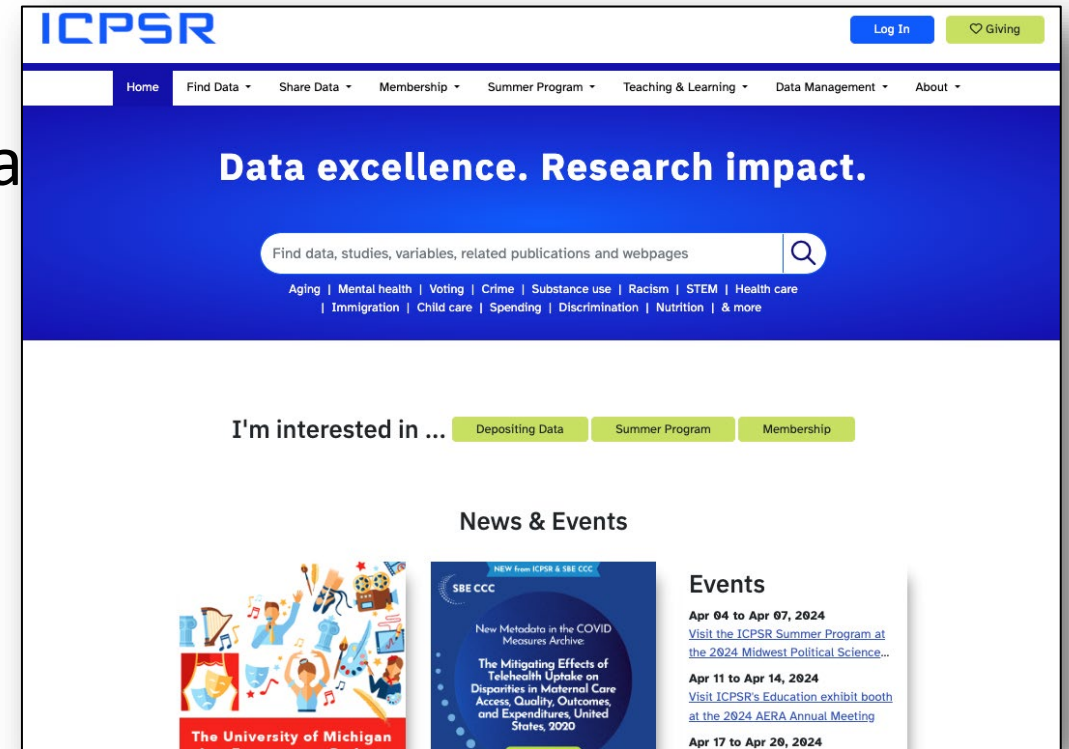 ICPSR
Log In
Giving
Home Find Data Share Data Membership Summer Program Teaching & Learning Data Management About
a
Data excellence. Research impact.
Find data, studies, variables, related publications and webpages
Aging | Mental health | Voting | Crime | Substance use | Racism | STEM | Health care
| Immigration | Child care | Spending | Discrimination | Nutrition | & more
I'm interested in ... Depositing Data Summer Program Membership
News & Events
The University of Michigan
NEW from ICPSR & SBE CCC
SBE CCC
New Metadata in the COVID
Measures Archive:
The Mitigating Effects of
Telehealth Uptake on
Disparities in Maternal Care
Access, Quality, Outcomes,
and Expenditures, United
States, 2020
Events
Apr 04 to Apr 07, 2024
Visit the ICPSR Summer Program at
the 2024 Midwest Political Science...
Apr 11 to Apr 14, 2024
Visit ICPSR's Education exhibit booth
at the 2024 AERA Annual Meeting
Apr 17 to Apr 20, 2024